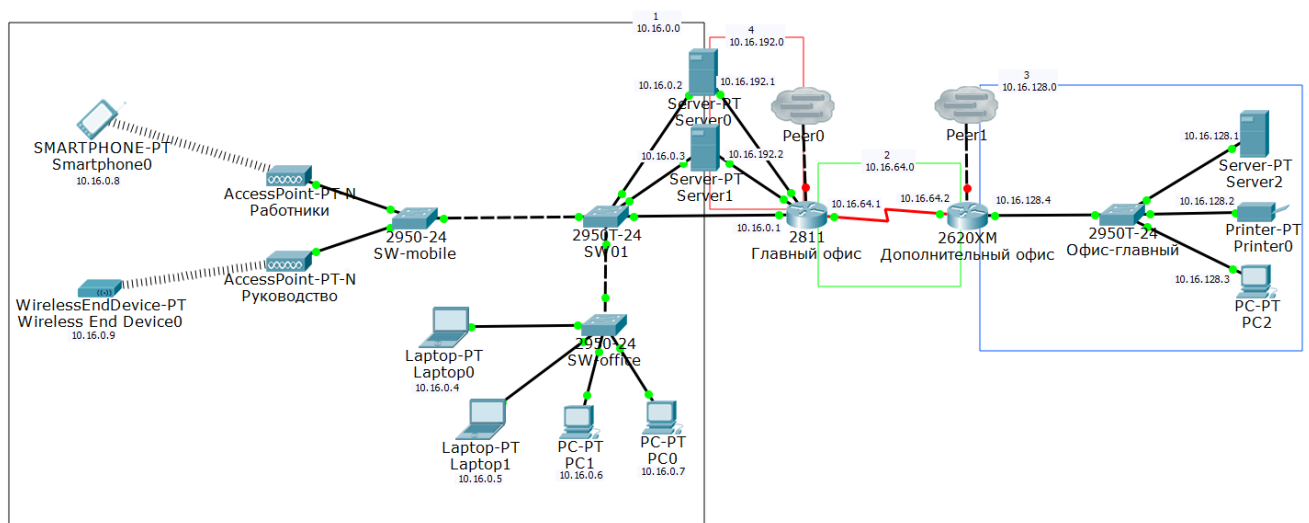 1
10.16.0.0
4
10.16.192.0
3
10.16.128.0
10.16.0.2
10.16.192.1
Server-PT
Server0
Peer0
Peer1
SMARTPHONE-PT
Smartphone0
10.16.0.8
AccessPoint-PT-N
Работники
10.16.0.3
10.16.192.2
Server-PT
Server1
2
10.16.64.0
10.16.64.1
10.16.64.2
10.16.0.1
2811
Главный офис
10.16.128.4
2620XM
Дополнительный офис
10.16.128.1
Server-PT
Server2
10.16.128.2
Printer-PT
Printer0
2950T-24
Офис-главный
10.16.128.3
PC-PT
PC2
2950-24
SW-mobile
2950T-24
SW01
AccessPoint-PT-N
Руководство
WirelessEndDevice-PT
Wireless End Device0
10.16.0.9
2950-24
SW-office
Laptop-PT
Laptop0
10.16.0.4
Laptop-PT
Laptop1
10.16.0.5
PC-PT
PC1
10.16.0.6
PC-PT
PC0
10.16.0.7